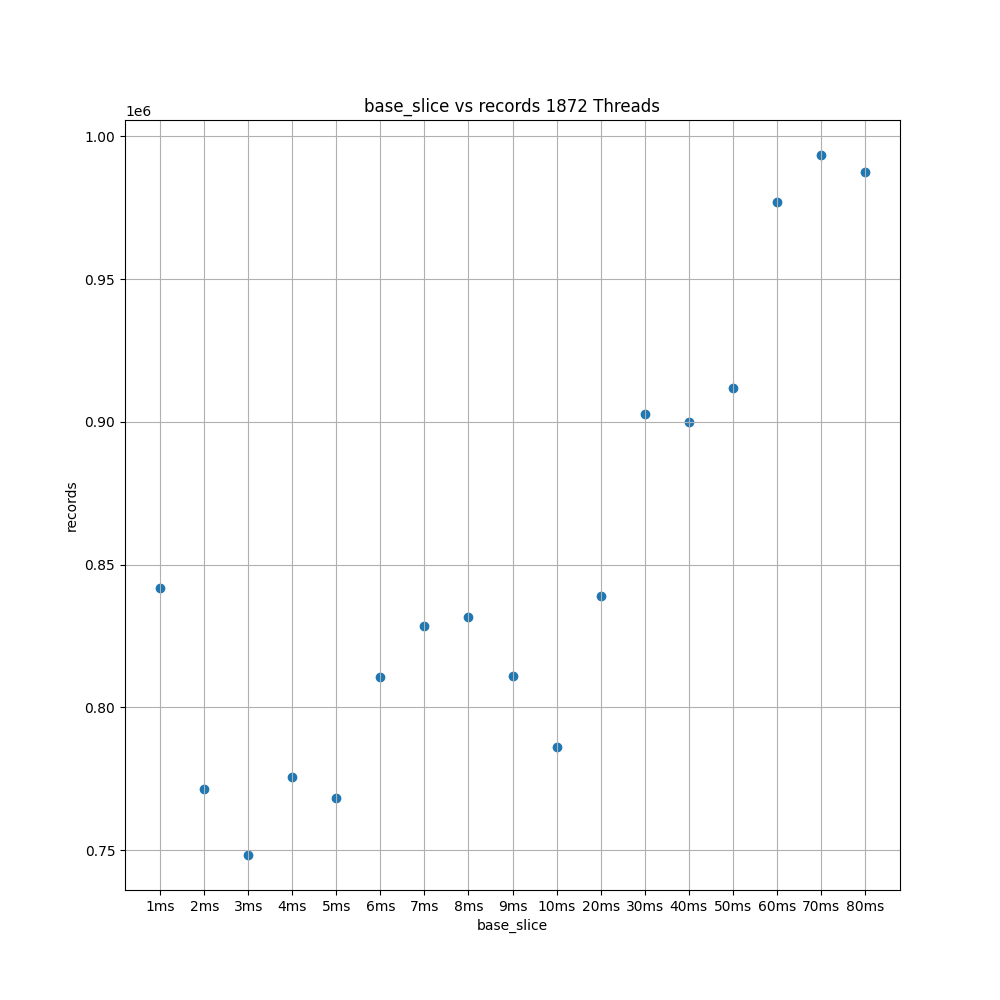 base_slice vs records 1872 Threads
1e6
1.00
0.95
0.90
0.85
0.80
0.75
records
1ms 2ms 3ms 4ms 5ms 6ms 7ms 8ms 9ms 10ms 20ms 30ms 40ms 50ms 60ms 70ms 80ms
base_slice